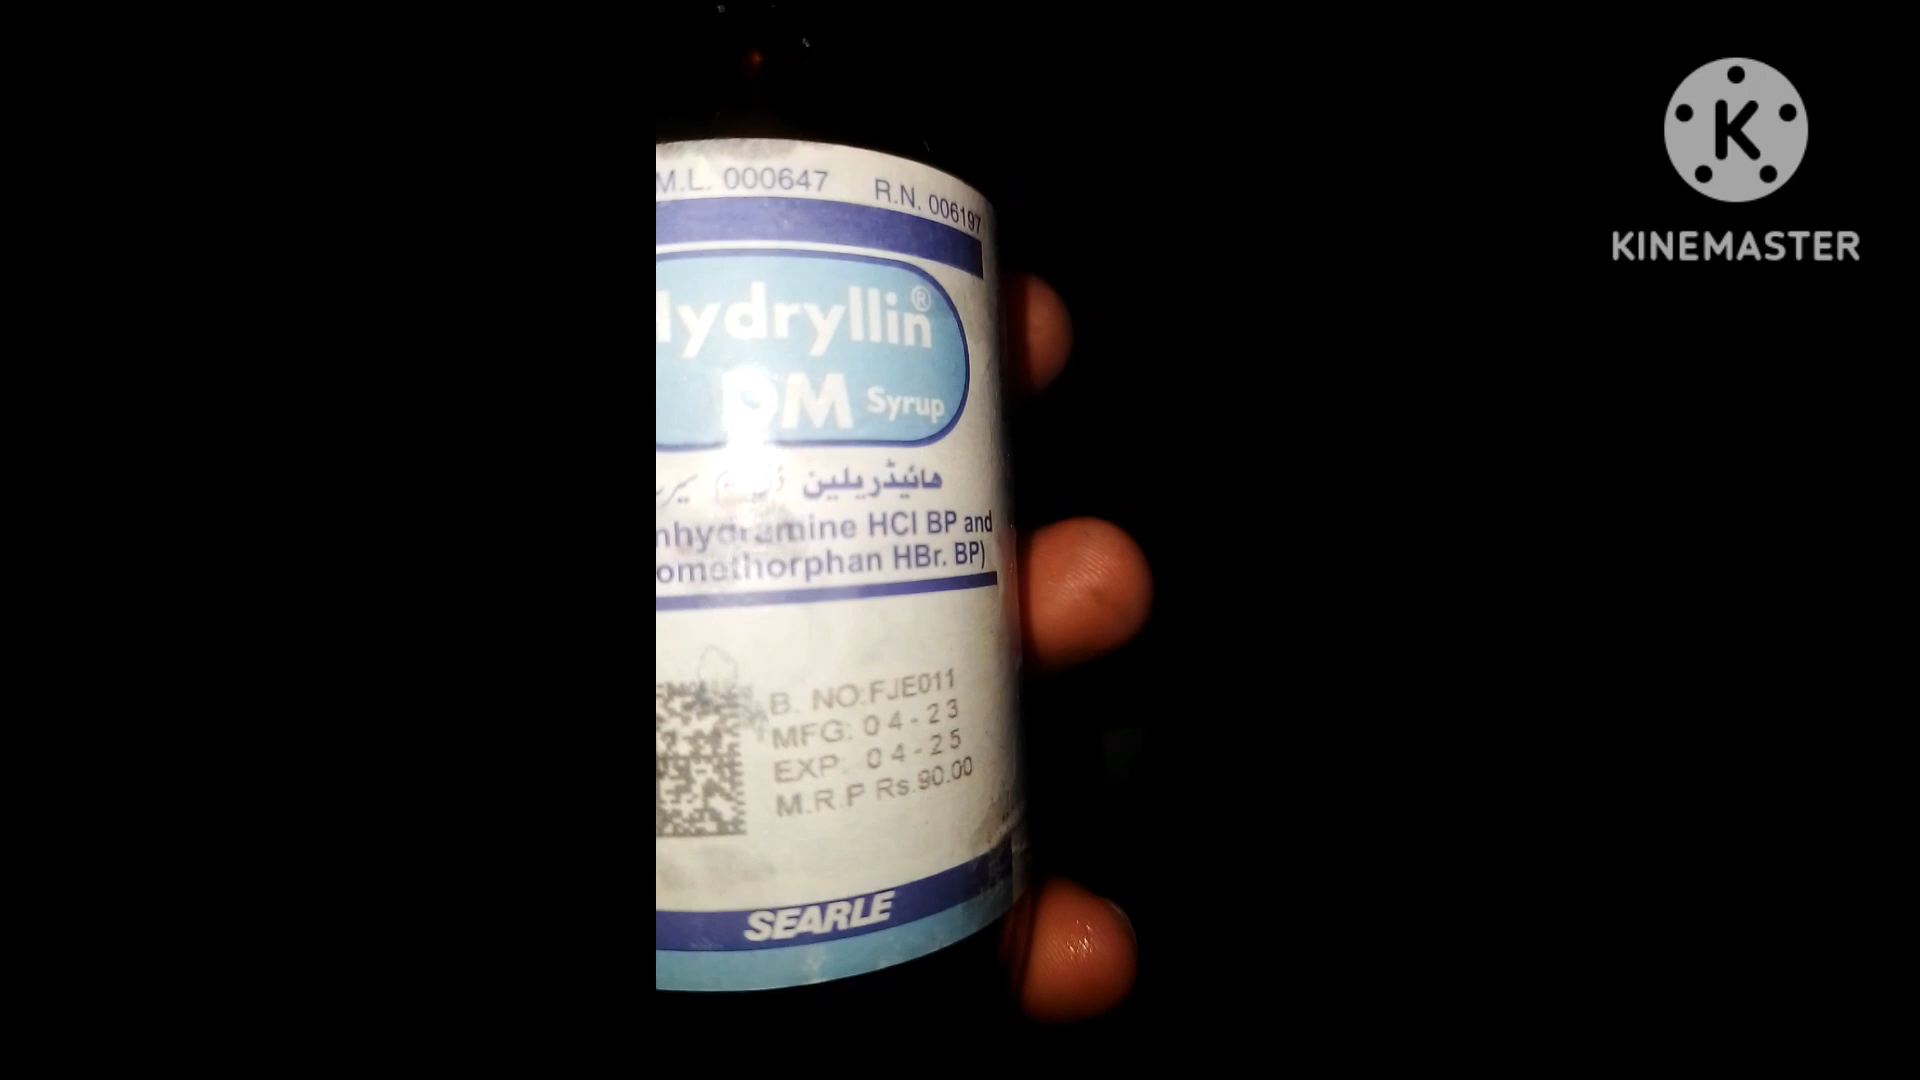 M.L. 000647 R.N. 006197
lydryllin®
DM Syrup
ھائیڈریلین
nhydramine HCl BP and
omethorphan HBr. BP)
B. NO:FJE011
MFG: 04-23
EXP: 04-25
M.R.P Rs.90.00
SEARLE
KINEMASTER